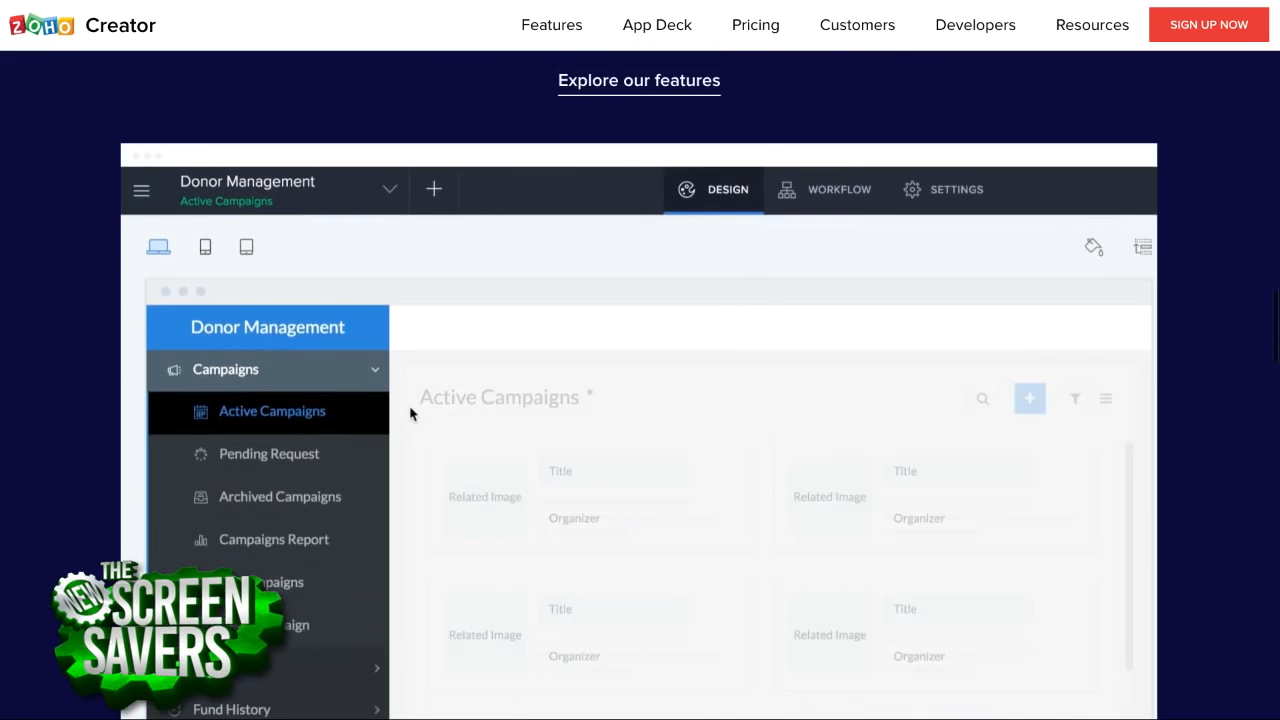 ZOHO Creator
Features App Deck Pricing Customers Developers Resources SIGN UP NOW
Explore our features
Donor Management
Active Campaigns
DESIGN WORKFLOW SETTINGS
Donor Management
Campaigns
Active Campaigns
Pending Request
Archived Campaigns
Campaigns Report
Fund History
Active Campaigns *
Related Image Title Organizer
Related Image Title Organizer
Related Image Title Organizer
Related Image Title Organizer
THE
NEW SCREEN
SAVERS